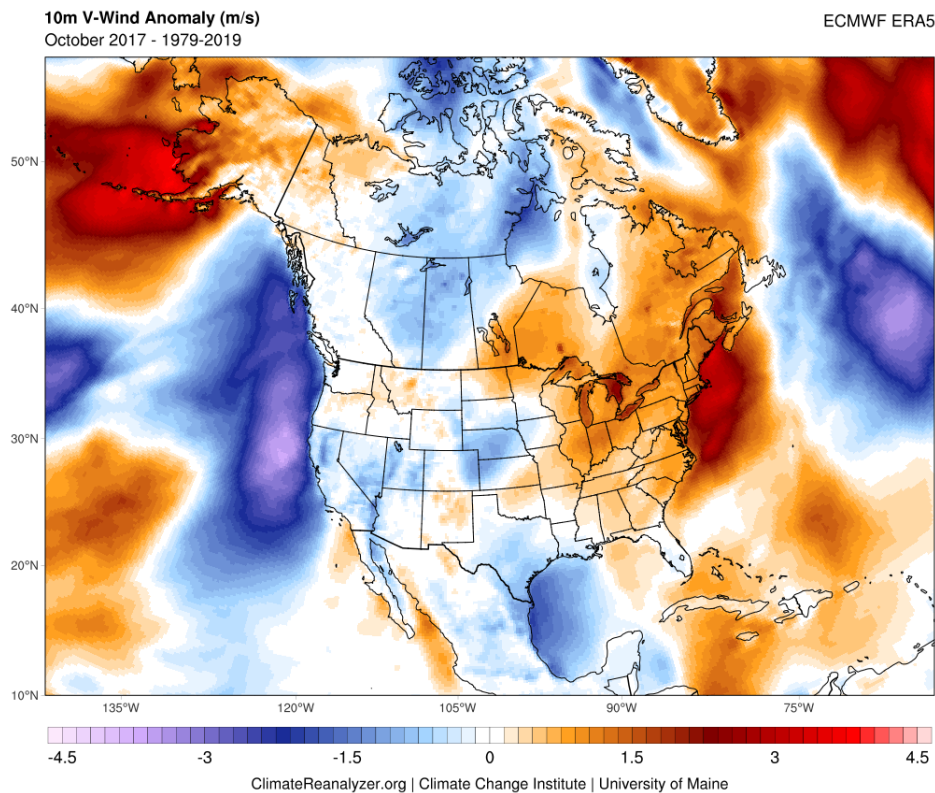 10m V-Wind Anomaly (m/s)
ECMWF ERA5
October 2017 - 1979-2019
50°N
40°N
30°N
20°N
10°N
135°W 120°W 105°W 90°W 75°W
-4.5 -3 -1.5 0 1.5 3 4.5
ClimateReanalyzer.org | Climate Change Institute | University of Maine